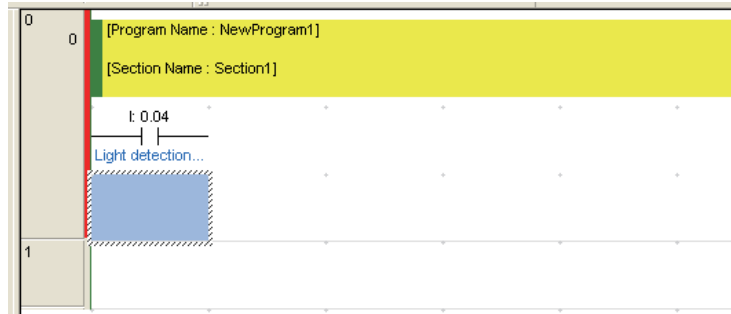 0
0
[Program Name : NewProgram1]
[Section Name : Section1]
I: 0.04
Light detection...
1